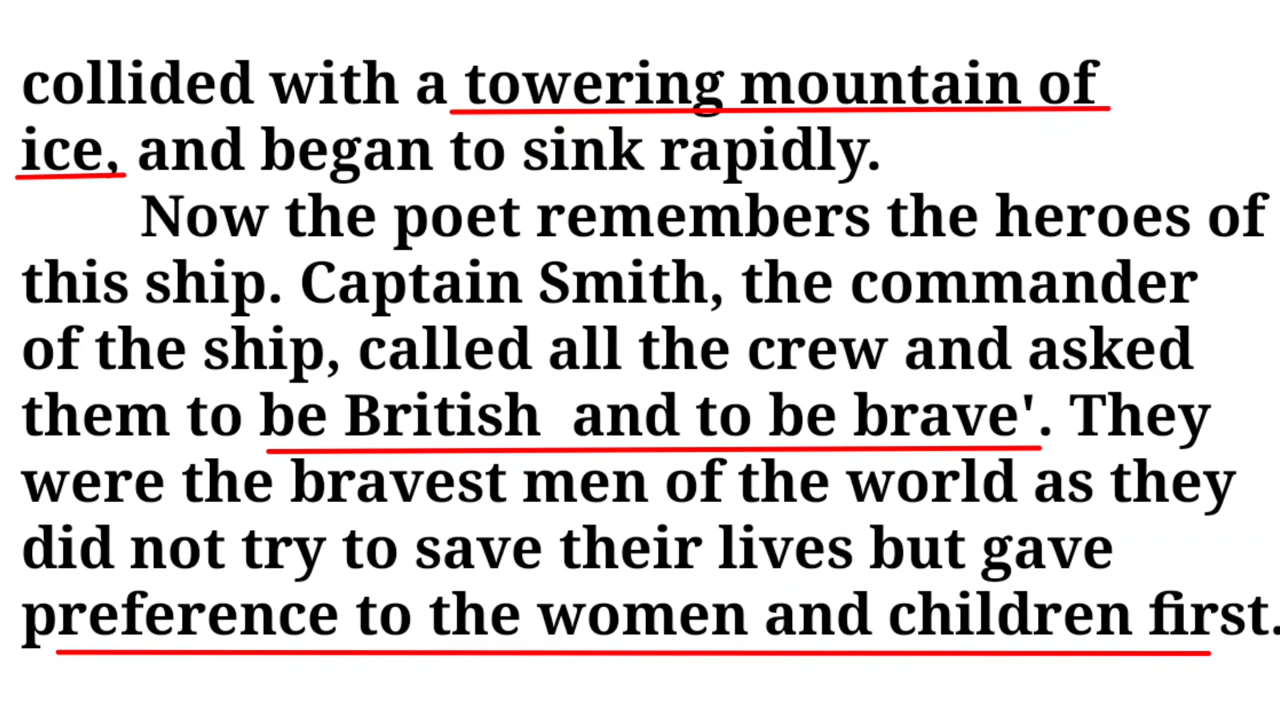 collided with a towering mountain of
ice, and began to sink rapidly.
Now the poet remembers the heroes of
this ship. Captain Smith, the commander
of the ship, called all the crew and asked
them to be British  and to be brave'. They
were the bravest men of the world as they
did not try to save their lives but gave
preference to the women and children first.